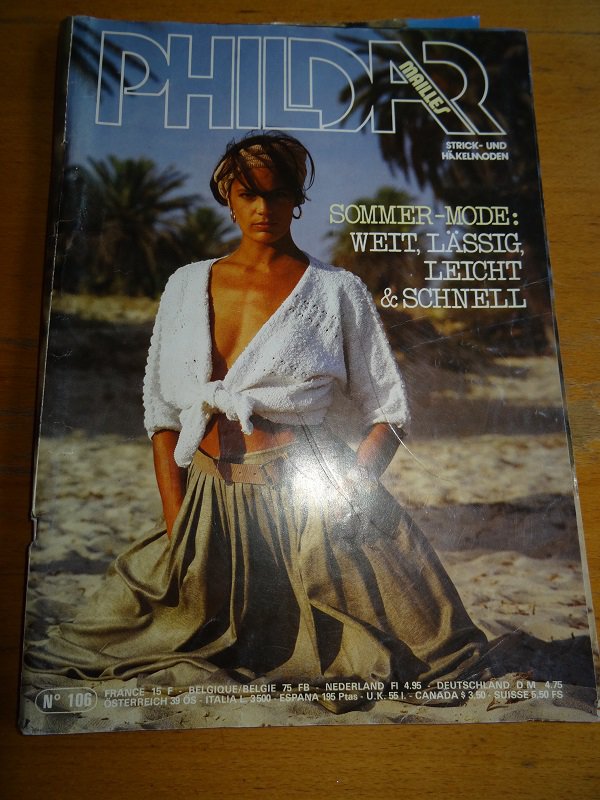 PHILDAR
MAILLES
STRICK- UND
HÄKELMODEN
SOMMER-MODE:
WEIT, LÄSSIG,
LEICHT
& SCHNELL
N° 106
FRANCE 15 F - BELGIQUE/BELGIE 75 FB - NEDERLAND Fl 4.95 - DEUTSCHLAND D M 4.75
ÖSTERREICH 39 ÖS - ITALIA L. 3500 - ESPANA 195 Ptas - U.K. 55 l. - CANADA $ 3.50 - SUISSE 5,50 FS